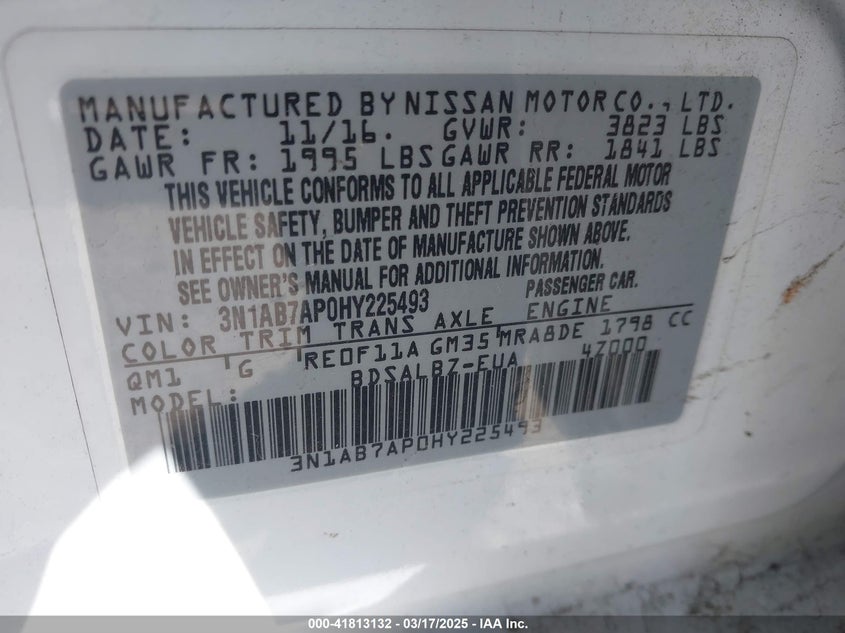 MANUFACTURED BY NISSAN MOTOR CO., LTD.
DATE: 11/16. GVWR: 3823 LBS
GAWR FR: 1995 LBS GAWR RR: 1841 LBS
THIS VEHICLE CONFORMS TO ALL APPLICABLE FEDERAL MOTOR
VEHICLE SAFETY, BUMPER AND THEFT PREVENTION STANDARDS
IN EFFECT ON THE DATE OF MANUFACTURE SHOWN ABOVE.
SEE OWNER'S MANUAL FOR ADDITIONAL INFORMATION.
VIN: 3N1AB7AP0HY225493 PASSENGER CAR.
COLOR TRIM TRANS AXLE ENGINE
QM1 G RE0F11A GM35 MRA8DE 1798 CC
MODEL: BDSALBZ-EUA 47000
3N1AB7AP0HY225493
© 2000 - 41813132 - 03/17/2025 - EIAA Inc.